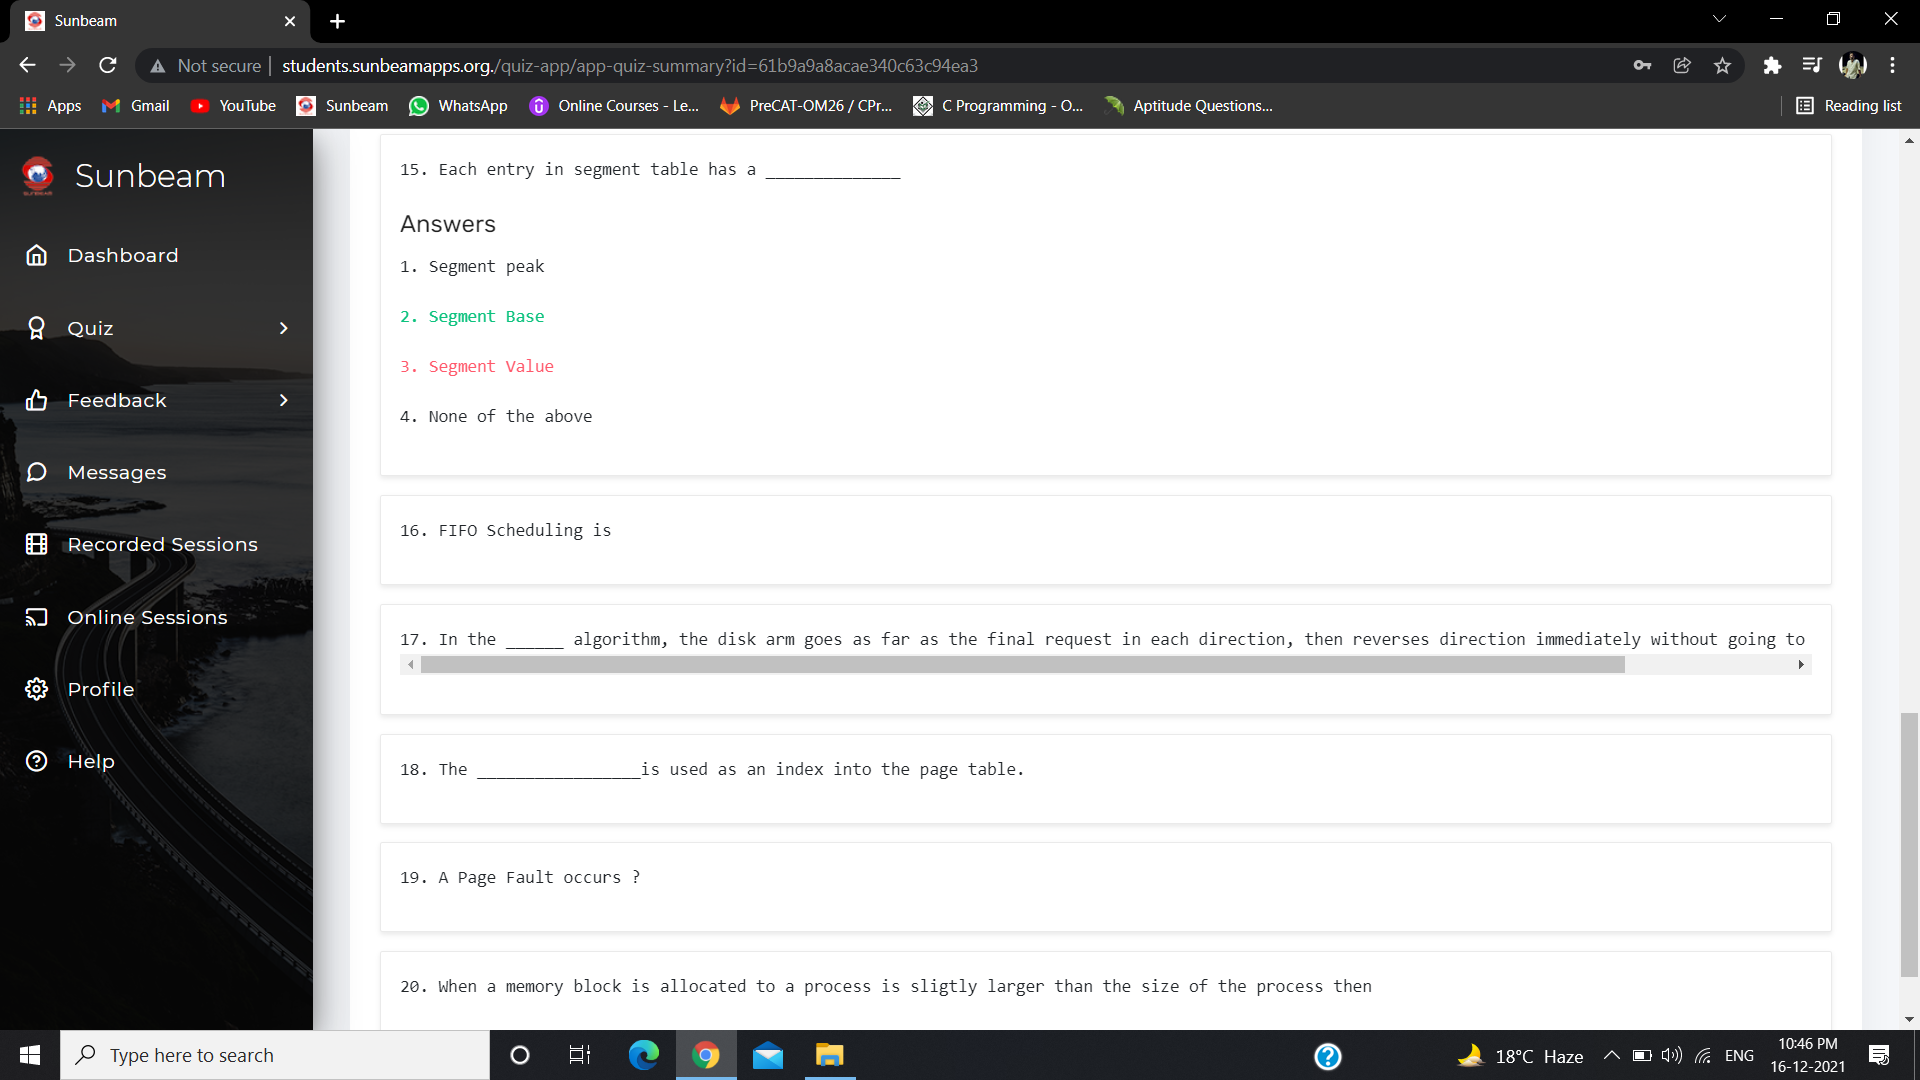 Sunbeam
Not secure | students.sunbeamapps.org./quiz-app/app-quiz-summary?id=61b9a9a8acae340c63c94ea3
Apps Gmail YouTube Sunbeam WhatsApp Online Courses - Le... PreCAT-OM26 / CPr... C Programming - O... Aptitude Questions... Reading list
Sunbeam
Dashboard
Quiz
Feedback
Messages
Recorded Sessions
Online Sessions
Profile
Help
15. Each entry in segment table has a ______________
Answers
1. Segment peak
2. Segment Base
3. Segment Value
4. None of the above
16. FIFO Scheduling is
17. In the ______ algorithm, the disk arm goes as far as the final request in each direction, then reverses direction immediately without going to
18. The _________________is used as an index into the page table.
19. A Page Fault occurs ?
20. When a memory block is allocated to a process is sligtly larger than the size of the process then
Type here to search
18°C Haze
ENG
10:46 PM
16-12-2021